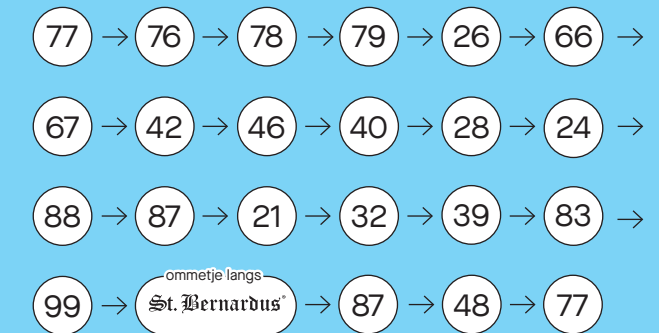 77 → 76 → 78 → 79 → 26 → 66 →
67 → 42 → 46 → 40 → 28 → 24 →
88 → 87 → 21 → 32 → 39 → 83 →
ommetje langs
99 → St. Bernardus → 87 → 48 → 77